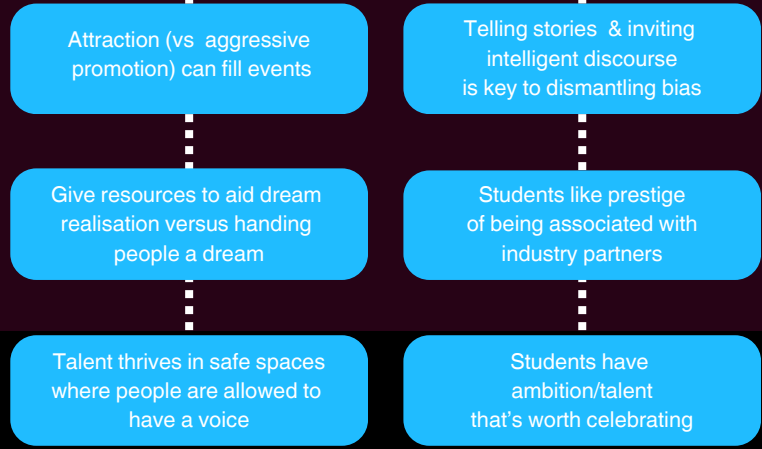 Attraction (vs aggressive
promotion) can fill events
Telling stories & inviting
intelligent discourse
is key to dismantling bias
Give resources to aid dream
realisation versus handing
people a dream
Students like prestige
of being associated with
industry partners
Talent thrives in safe spaces
where people are allowed to
have a voice
Students have
ambition/talent
that's worth celebrating